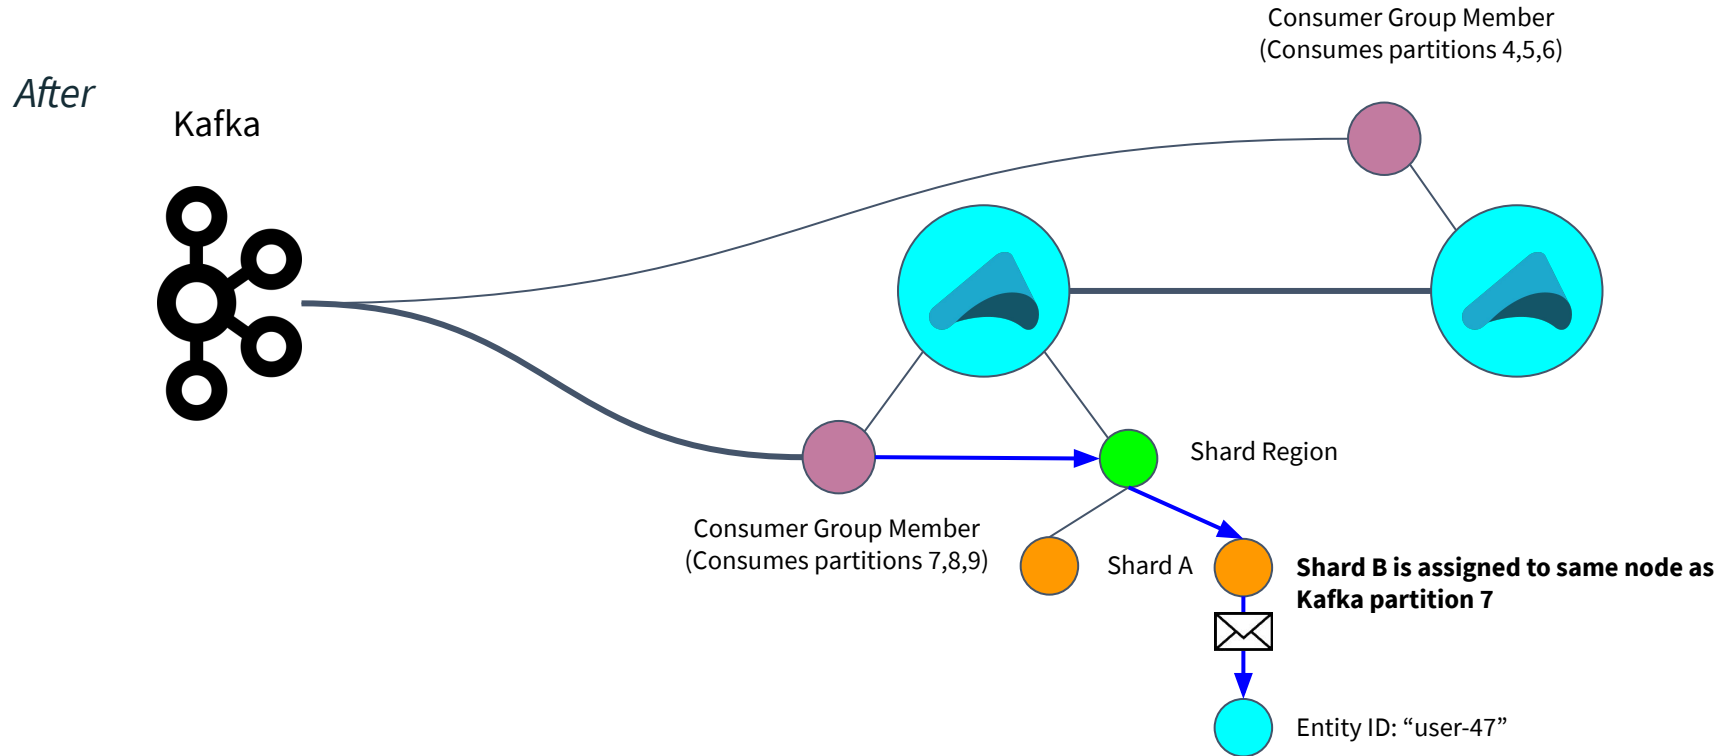 Consumer Group Member
(Consumes partitions 4,5,6)
After
Kafka
Shard Region
Consumer Group Member
(Consumes partitions 7,8,9)
Shard A
Shard B is assigned to same node as
Kafka partition 7
Entity ID: “user-47”